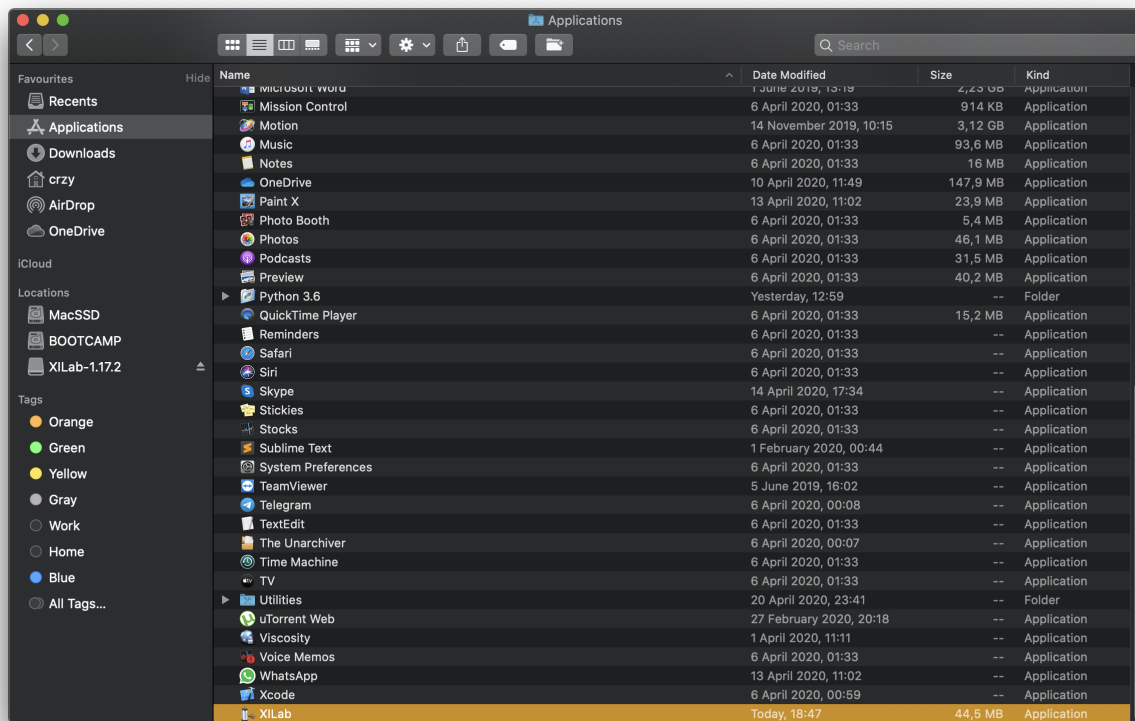 Applications
Search
Favourites Hide
Recents
Applications
Downloads
crzy
AirDrop
OneDrive
iCloud
Locations
MacSSD
BOOTCAMP
XILab-1.17.2
Tags
Orange
Green
Yellow
Gray
Work
Home
Blue
All Tags...
Name Date Modified Size Kind
Microsoft Word 1 June 2019, 13:19 2,23 GB Application
Mission Control 6 April 2020, 01:33 914 KB Application
Motion 14 November 2019, 10:15 3,12 GB Application
Music 6 April 2020, 01:33 93,6 MB Application
Notes 6 April 2020, 01:33 16 MB Application
OneDrive 10 April 2020, 11:49 147,9 MB Application
Paint X 13 April 2020, 11:02 23,9 MB Application
Photo Booth 6 April 2020, 01:33 5,4 MB Application
Photos 6 April 2020, 01:33 46,1 MB Application
Podcasts 6 April 2020, 01:33 31,5 MB Application
Preview 6 April 2020, 01:33 40,2 MB Application
Python 3.6 Yesterday, 12:59 -- Folder
QuickTime Player 6 April 2020, 01:33 15,2 MB Application
Reminders 6 April 2020, 01:33 -- Application
Safari 6 April 2020, 01:33 -- Application
Siri 6 April 2020, 01:33 -- Application
Skype 14 April 2020, 17:34 -- Application
Stickies 6 April 2020, 01:33 -- Application
Stocks 6 April 2020, 01:33 -- Application
Sublime Text 1 February 2020, 00:44 -- Application
System Preferences 6 April 2020, 01:33 -- Application
TeamViewer 5 June 2019, 16:02 -- Application
Telegram 6 April 2020, 00:08 -- Application
TextEdit 6 April 2020, 01:33 -- Application
The Unarchiver 6 April 2020, 00:07 -- Application
Time Machine 6 April 2020, 01:33 -- Application
TV 6 April 2020, 01:33 -- Application
Utilities 20 April 2020, 23:41 -- Folder
uTorrent Web 27 February 2020, 20:18 -- Application
Viscosity 1 April 2020, 11:11 -- Application
Voice Memos 6 April 2020, 01:33 -- Application
WhatsApp 13 April 2020, 11:02 -- Application
Xcode 6 April 2020, 00:59 -- Application
XILab Today, 18:47 44,5 MB Application